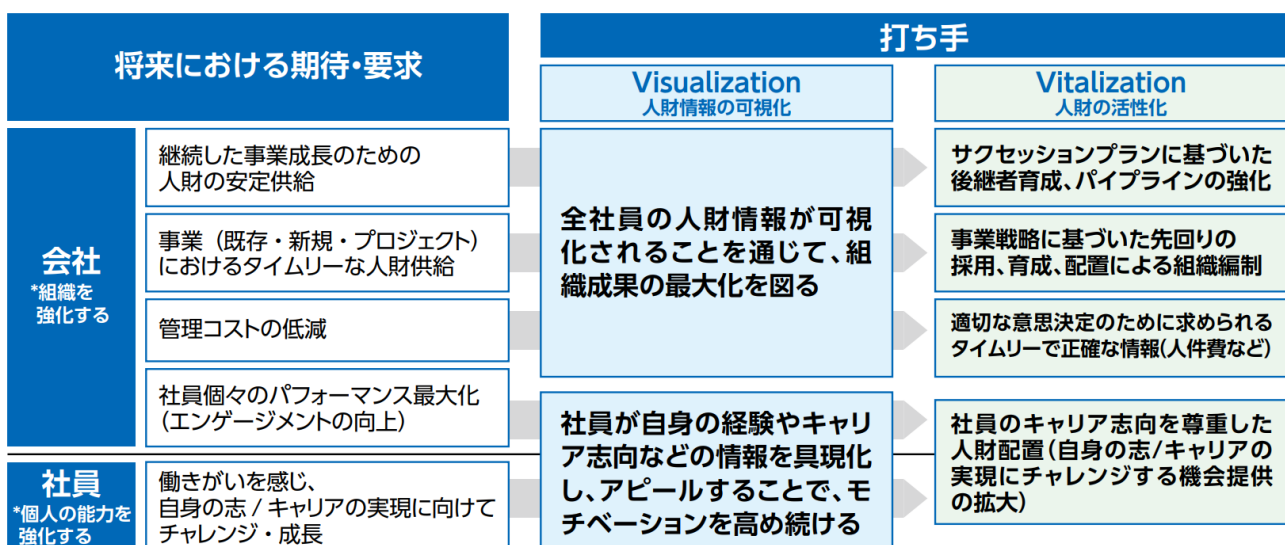 将来における期待・要求
打ち手
Visualization
人財情報の可視化
Vitalization
人財の活性化
会社
*組織を
強化する
継続した事業成長のための
人財の安定供給
事業（既存・新規・プロジェクト）
におけるタイムリーな人財供給
管理コストの低減
社員個々のパフォーマンス最大化
（エンゲージメントの向上）
全社員の人財情報が可視
化されることを通じて、組
織成果の最大化を図る
サクセッションプランに基づいた
後継者育成、パイプラインの強化
事業戦略に基づいた先回りの
採用、育成、配置による組織編制
適切な意思決定のために求められる
タイムリーで正確な情報(人件費など)
社員
*個人の能力を
強化する
働きがいを感じ、
自身の志 / キャリアの実現に向けて
チャレンジ・成長
社員が自身の経験やキャリ
ア志向などの情報を具現化
し、アピールすることで、モ
チベーションを高め続ける
社員のキャリア志向を尊重した
人財配置（自身の志/キャリアの
実現にチャレンジする機会提供
の拡大）